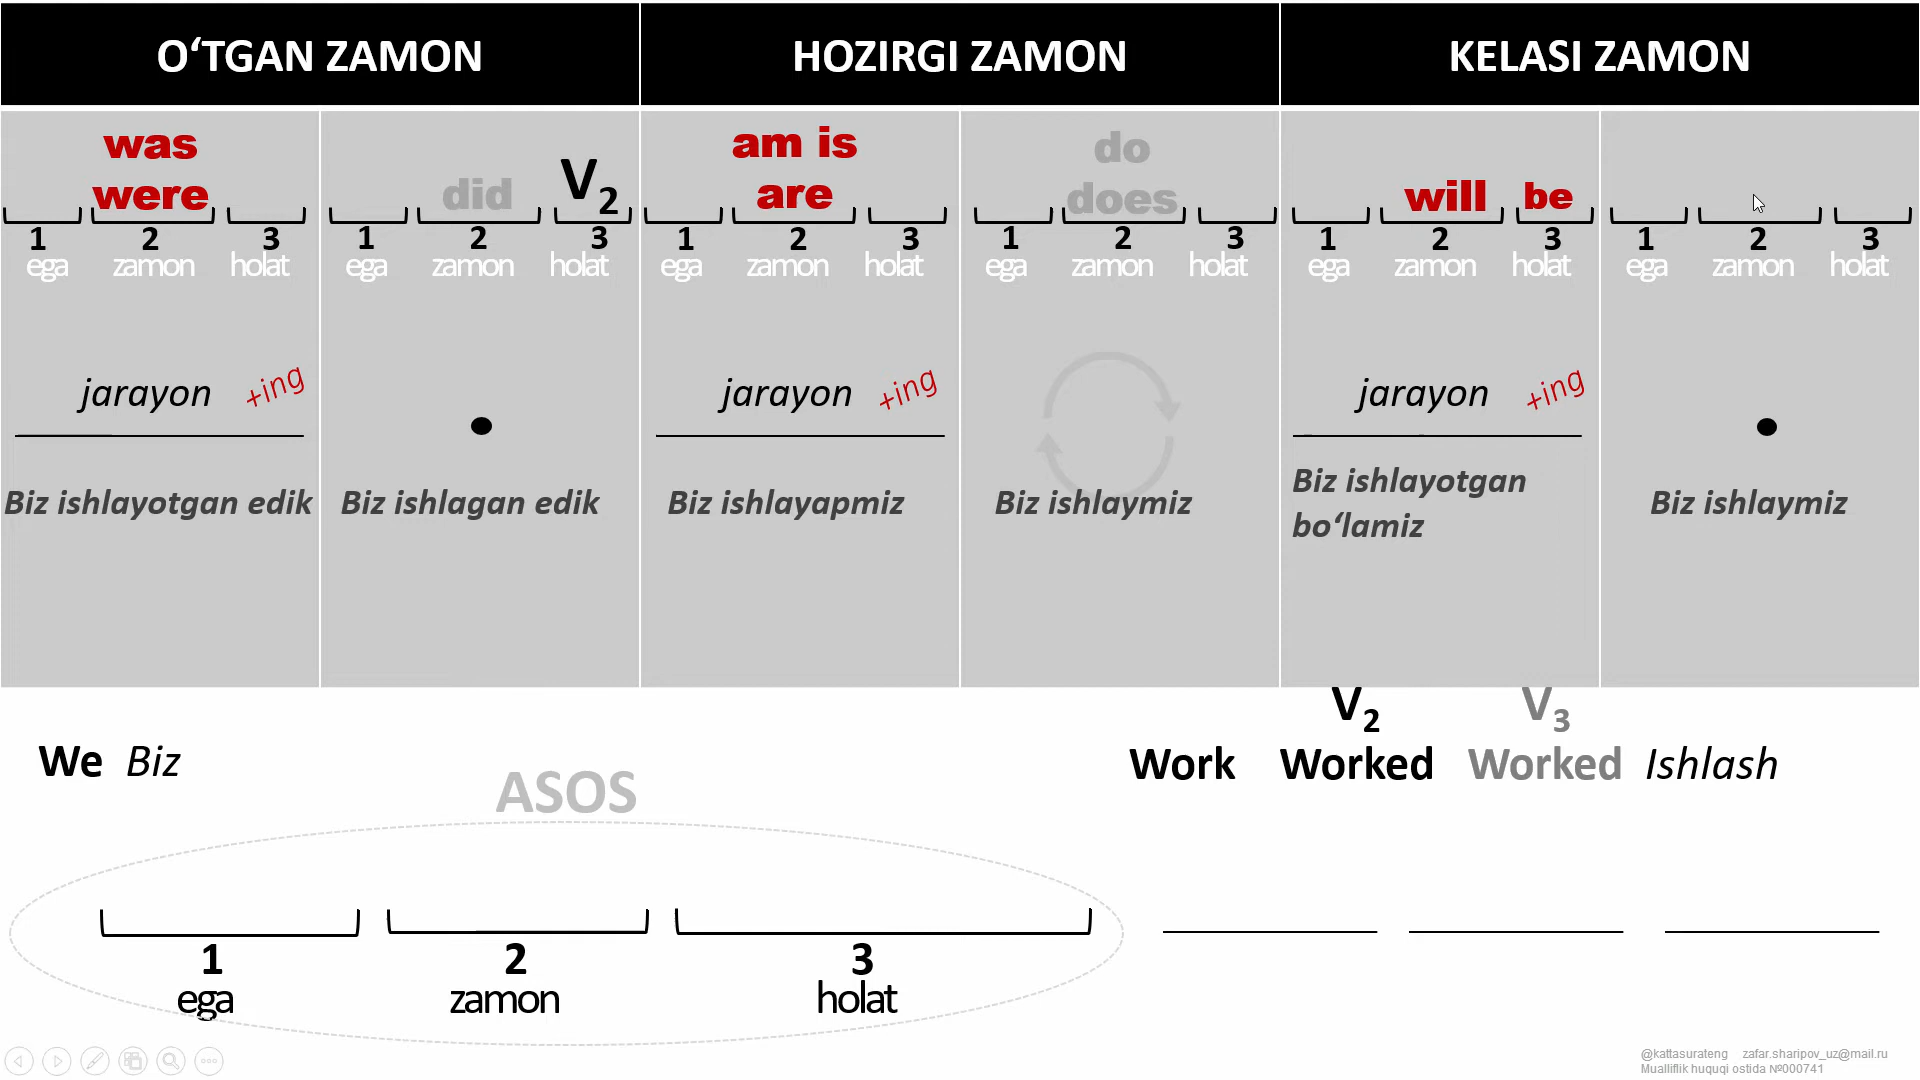 O‘TGAN ZAMON
HOZIRGI ZAMON
KELASI ZAMON
was
were
1 2 3
ega zamon holat
jarayon +ing
Biz ishlayotgan edik
did V2
1 2 3
ega zamon holat
Biz ishlagan edik
am is
are
1 2 3
ega zamon holat
jarayon +ing
Biz ishlayapmiz
do
does
1 2 3
ega zamon holat
Biz ishlaymiz
will be
1 2 3
ega zamon holat
jarayon +ing
Biz ishlayotgan
bo‘lamiz
1 2 3
ega zamon holat
Biz ishlaymiz
We Biz
V2 V3
Work Worked Worked Ishlash
ASOS
1 2 3
ega zamon holat
@kattasurateng zafar.sharipov_uz@mail.ru
Mualliflik huquqi ostida №000741